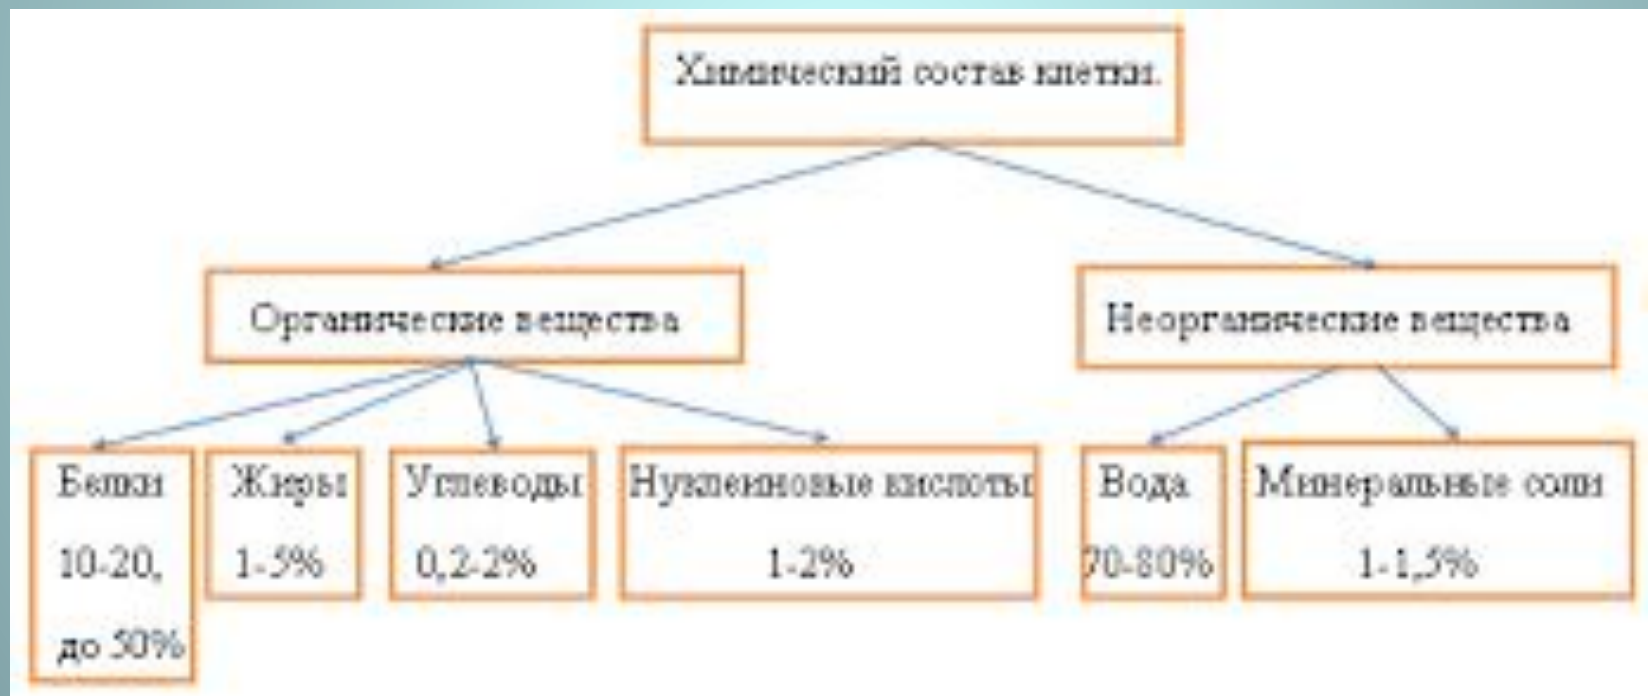 Химический состав клетки.
Органические вещества
Неорганические вещества
Белки
10-20,
до 50%
Жиры
1-5%
Углеводы
0,2-2%
Нуклеиновые кислоты
1-2%
Вода
70-80%
Минеральные соли
1-1,5%